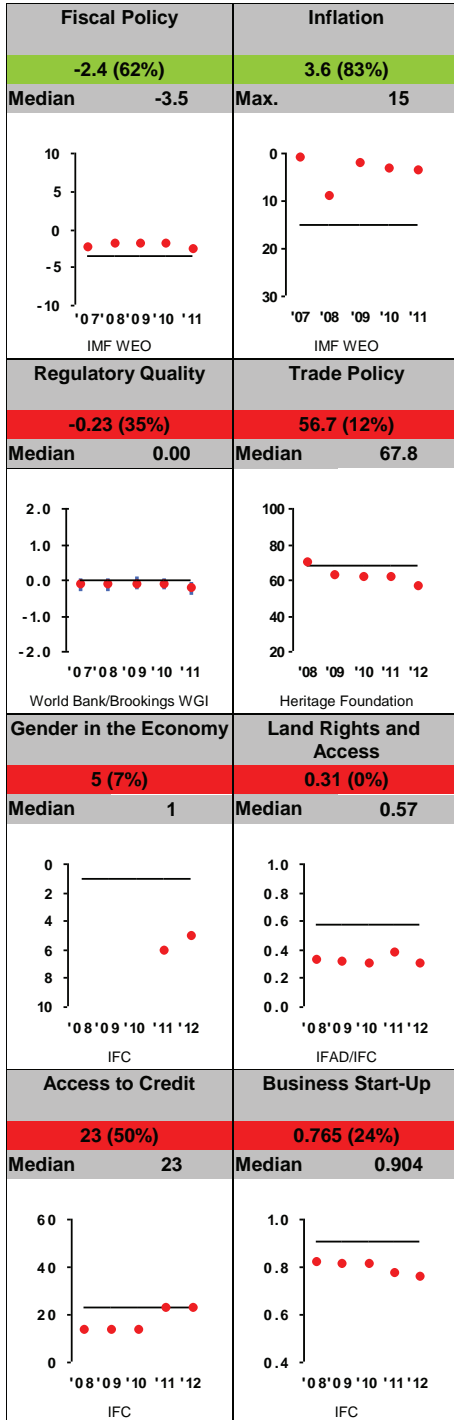 Fiscal Policy
-2.4 (62%)
Median -3.5
10
5
0
-5
-10
'07 '08 '09 '10 '11
IMF WEO
Inflation
3.6 (83%)
Max. 15
0
10
20
30
'07 '08 '09 '10 '11
IMF WEO
Regulatory Quality
-0.23 (35%)
Median 0.00
2.0
1.0
0.0
-1.0
-2.0
'07 '08 '09 '10 '11
World Bank/Brookings WGI
Trade Policy
56.7 (12%)
Median 67.8
100
80
60
40
20
'08 '09 '10 '11 '12
Heritage Foundation
Gender in the Economy
5 (7%)
Median 1
0
2
4
6
8
10
'08 '09 '10 '11 '12
IFC
Land Rights and
Access
0.31 (0%)
Median 0.57
1.0
0.8
0.6
0.4
0.2
0.0
'08 '09 '10 '11 '12
IFAD/IFC
Access to Credit
23 (50%)
Median 23
60
40
20
0
'08 '09 '10 '11 '12
IFC
Business Start-Up
0.765 (24%)
Median 0.904
1.0
0.8
0.6
0.4
'08 '09 '10 '11 '12
IFC